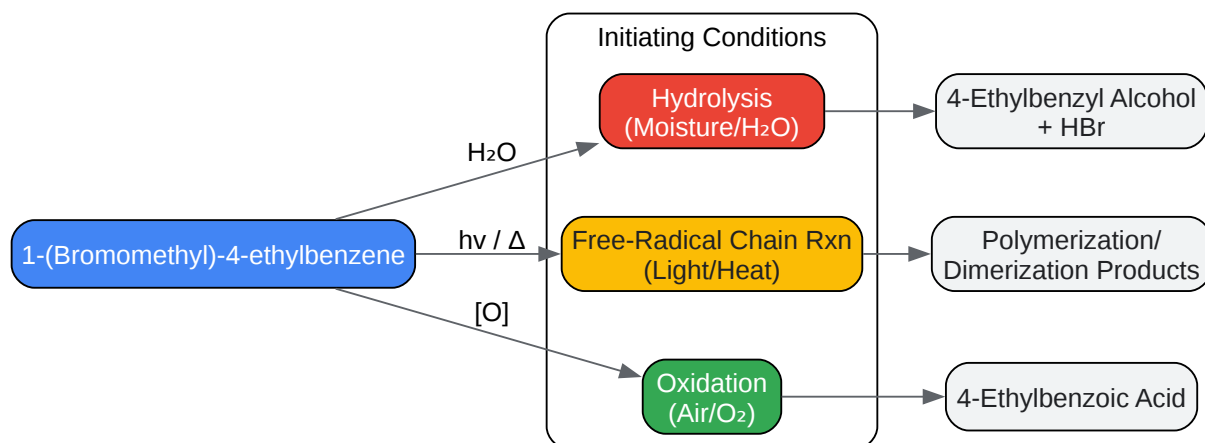 Initiating Conditions
Hydrolysis
(Moisture/H₂O)
4-Ethylbenzyl Alcohol
+ HBr
H₂O
1-(Bromomethyl)-4-ethylbenzene
hv / Δ
Free-Radical Chain Rxn
(Light/Heat)
Polymerization/
Dimerization Products
[O]
Oxidation
(Air/O₂)
4-Ethylbenzoic Acid